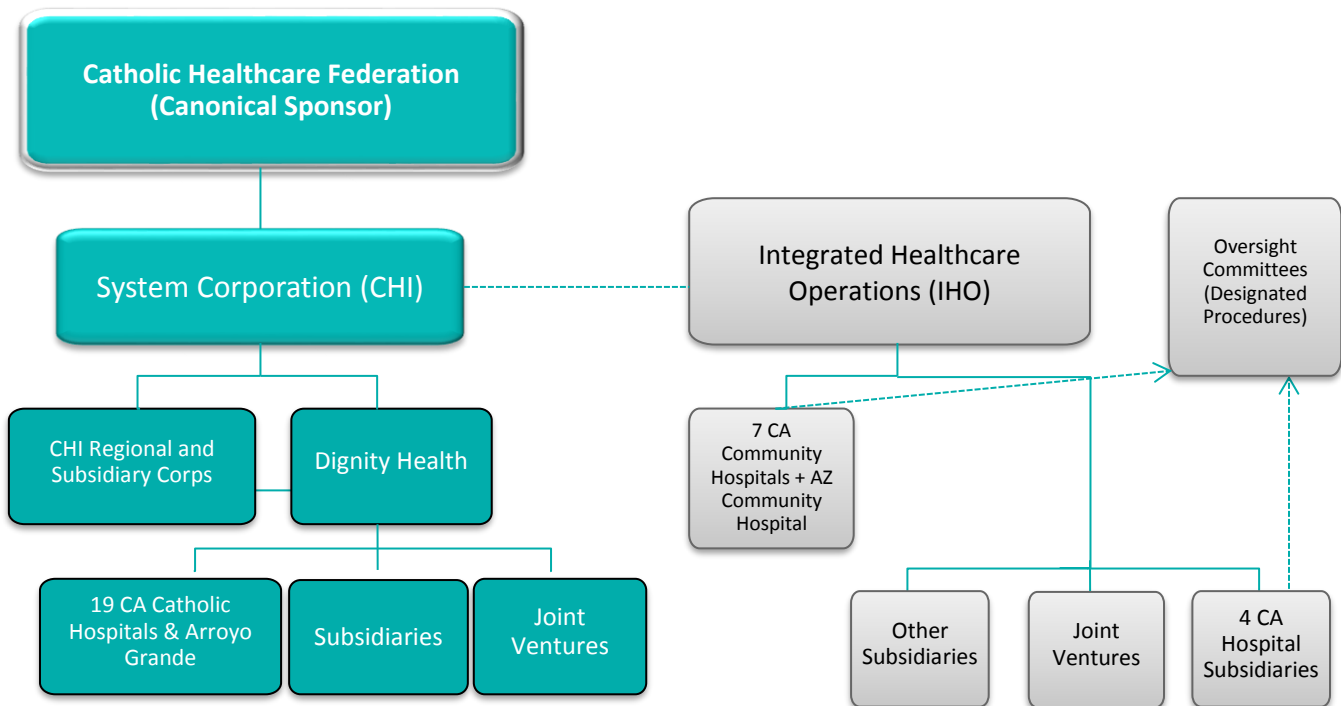 Catholic Healthcare Federation
(Canonical Sponsor)
System Corporation (CHI)
Integrated Healthcare
Operations (IHO)
Oversight
Committees
(Designated
Procedures)
CHI Regional and
Subsidiary Corps
Dignity Health
7 CA
Community
Hospitals + AZ
Community
Hospital
19 CA Catholic
Hospitals & Arroyo
Grande
Subsidiaries
Joint
Ventures
Other
Subsidiaries
Joint
Ventures
4 CA
Hospital
Subsidiaries